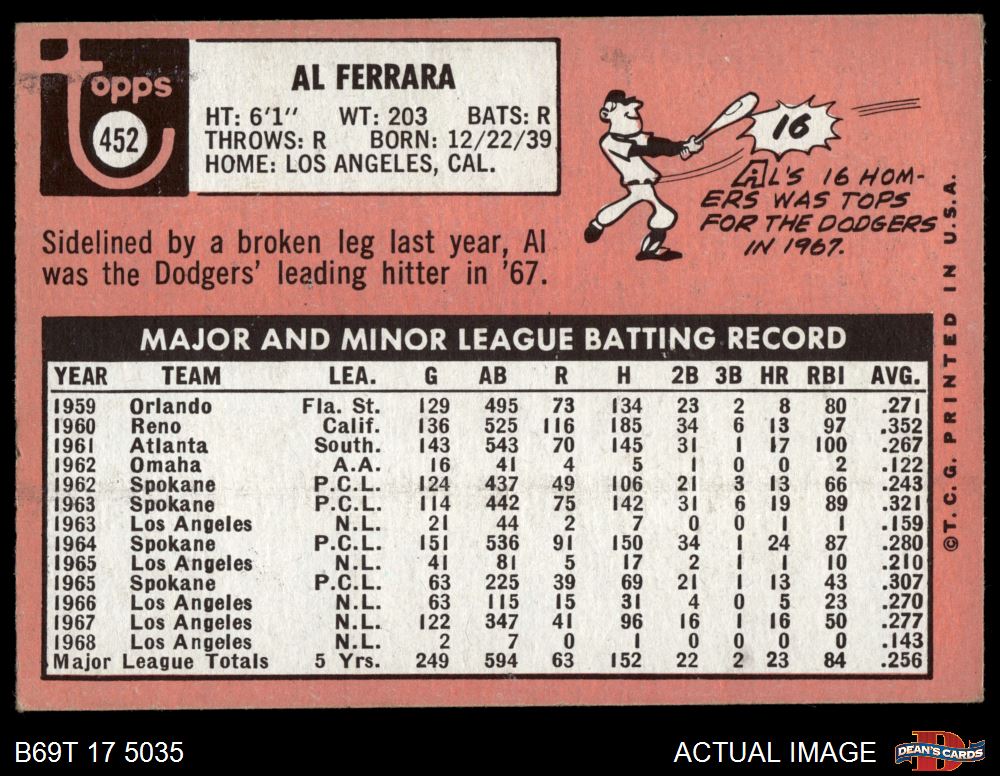 Topps
452
AL FERRARA
HT: 6'1" WT: 203 BATS: R
THROWS: R BORN: 12/22/39
HOME: LOS ANGELES, CAL.
16
AL'S 16 HOM-
ERS WAS TOPS
FOR THE DODGERS
IN 1967.
Sidelined by a broken leg last year, Al
was the Dodgers' leading hitter in '67.
MAJOR AND MINOR LEAGUE BATTING RECORD
YEAR TEAM LEA. G AB R H 2B 3B HR RBI AVG.
1959 Orlando Fla. St. 129 495 73 134 23 2 8 80 .271
1960 Reno Calif. 136 525 116 185 34 6 13 97 .352
1961 Atlanta South. 143 543 70 145 31 1 17 100 .267
1962 Omaha A.A. 16 41 4 5 1 0 0 2 .122
1962 Spokane P.C.L. 124 437 49 106 21 3 13 66 .243
1963 Spokane P.C.L. 114 442 75 142 31 6 19 89 .321
1963 Los Angeles N.L. 21 44 2 7 0 0 1 1 .159
1964 Spokane P.C.L. 151 536 91 150 34 1 24 87 .280
1965 Los Angeles N.L. 41 81 5 17 2 1 1 10 .210
1965 Spokane P.C.L. 63 225 39 69 21 1 13 43 .307
1966 Los Angeles N.L. 63 115 15 31 4 0 5 23 .270
1967 Los Angeles N.L. 122 347 41 96 16 1 16 50 .277
1968 Los Angeles N.L. 2 7 0 1 0 0 0 0 .143
Major League Totals 5 Yrs. 249 594 63 152 22 2 23 84 .256
©T.C.G. PRINTED IN U.S.A.
B69T 17 5035
ACTUAL IMAGE
D
DEAN'S CARDS